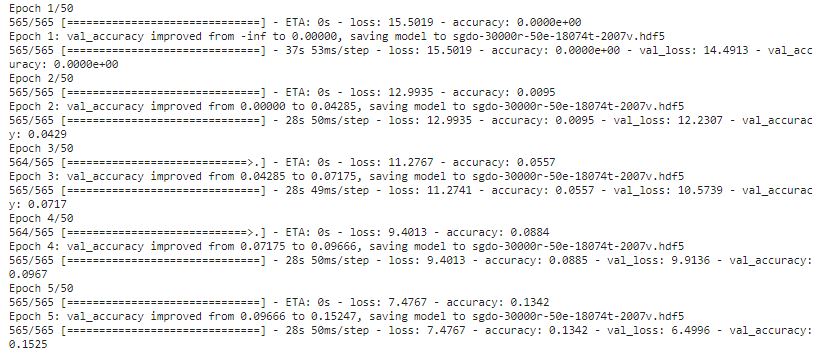 Epoch 1/50
565/565 [==============================] - ETA: 0s - loss: 15.5019 - accuracy: 0.0000e+00
Epoch 1: val_accuracy improved from -inf to 0.00000, saving model to sgdo-30000r-50e-18074t-2007v.hdf5
565/565 [==============================] - 37s 53ms/step - loss: 15.5019 - accuracy: 0.0000e+00 - val_loss: 14.4913 - val_acc
uracy: 0.0000e+00
Epoch 2/50
565/565 [==============================] - ETA: 0s - loss: 12.9935 - accuracy: 0.0095
Epoch 2: val_accuracy improved from 0.00000 to 0.04285, saving model to sgdo-30000r-50e-18074t-2007v.hdf5
565/565 [==============================] - 28s 50ms/step - loss: 12.9935 - accuracy: 0.0095 - val_loss: 12.2307 - val_accurac
y: 0.0429
Epoch 3/50
564/565 [============================>.] - ETA: 0s - loss: 11.2767 - accuracy: 0.0557
Epoch 3: val_accuracy improved from 0.04285 to 0.07175, saving model to sgdo-30000r-50e-18074t-2007v.hdf5
565/565 [==============================] - 28s 49ms/step - loss: 11.2741 - accuracy: 0.0557 - val_loss: 10.5739 - val_accurac
y: 0.0717
Epoch 4/50
564/565 [============================>.] - ETA: 0s - loss: 9.4013 - accuracy: 0.0884
Epoch 4: val_accuracy improved from 0.07175 to 0.09666, saving model to sgdo-30000r-50e-18074t-2007v.hdf5
565/565 [==============================] - 28s 50ms/step - loss: 9.4013 - accuracy: 0.0885 - val_loss: 9.9136 - val_accuracy:
0.0967
Epoch 5/50
565/565 [==============================] - ETA: 0s - loss: 7.4767 - accuracy: 0.1342
Epoch 5: val_accuracy improved from 0.09666 to 0.15247, saving model to sgdo-30000r-50e-18074t-2007v.hdf5
565/565 [==============================] - 28s 50ms/step - loss: 7.4767 - accuracy: 0.1342 - val_loss: 6.4996 - val_accuracy:
0.1525